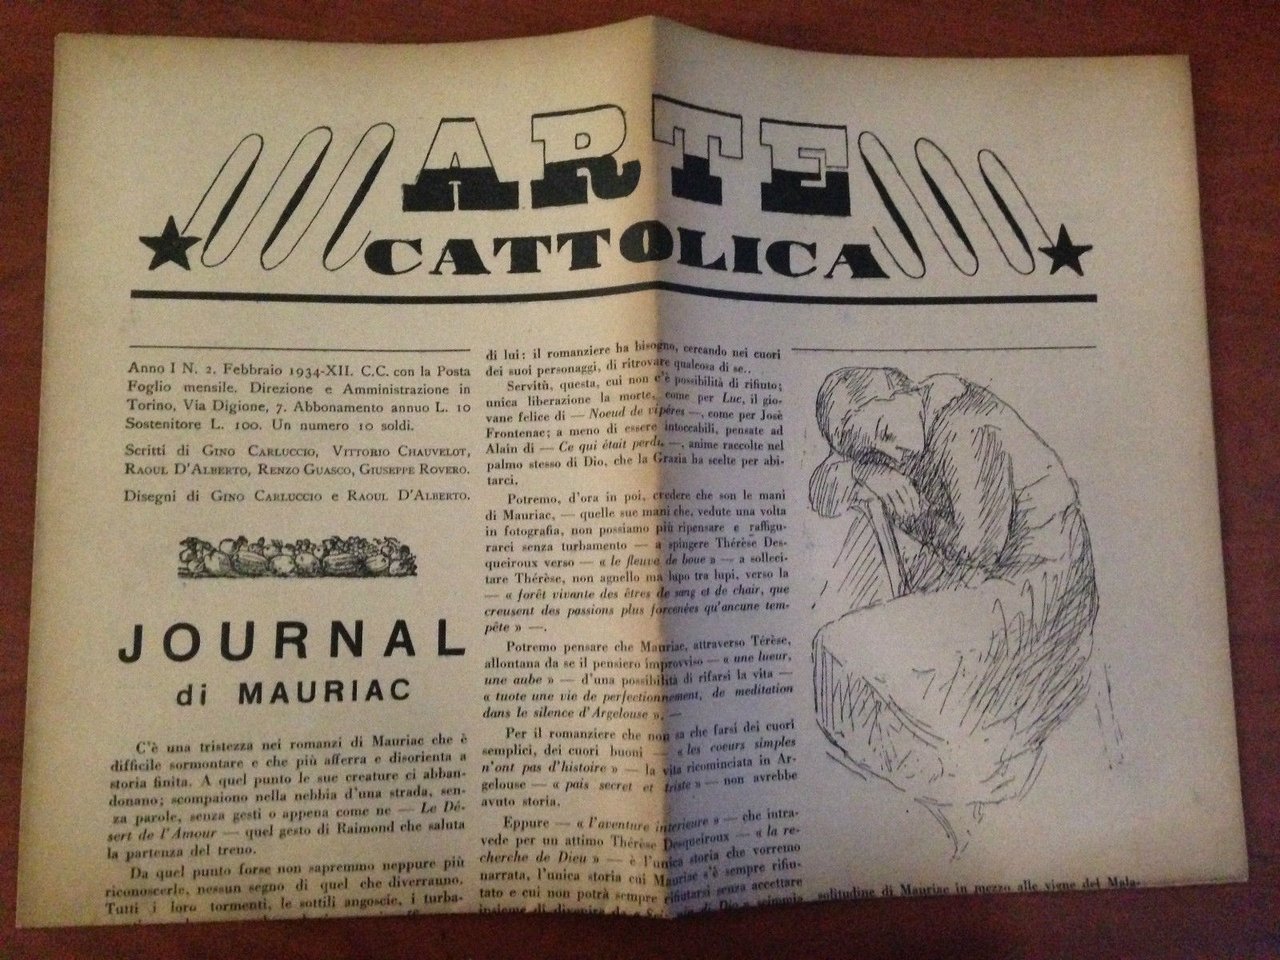 ARTE
CATTOLICA
Anno I N. 2. Febbraio 1934-XII. C.C. con la Posta
Foglio mensile. Direzione e Amministrazione in
Torino, Via Digione, 7. Abbonamento annuo L. 10
Sostenitore L. 100. Un numero 10 soldi.
Scritti di Gino Carluccio, Vittorio Chauvelot,
Raoul D'Alberto, Renzo Guasco, Giuseppe Rovero.
Disegni di Gino Carluccio e Raoul D'Alberto.
JOURNAL
di MAURIAC
C'è una tristezza nei romanzi di Mauriac che è
difficile sormontare e che più afferra e disorienta a
storia finita. A quel punto le sue creature ci abban-
donano; scompaiono nella nebbia d'una strada, sen-
za parole, senza gesti o appena come ne — Le Dé-
sert de l'Amour — quel gesto di Raimond che saluta
la partenza del treno.
Da quel punto forse non sapremmo neppure più
riconoscerle, nessun segno di quel che diverranno.
Tutti i loro tormenti, le sottili angoscie, i turba-
di lui: il romanziere ha bisogno, cercando nei cuori
dei suoi personaggi, di ritrovare qualcosa di se..
Servitù, questa, cui non c'è possibilità di rifiuto;
unica liberazione la morte, come per Luc, il gio-
vane felice di — Noeud de vipéres —, come per Josè
Frontenac; a meno di essere intoccabili, pensate ad
Alain di — Ce qui était perdu —, anime raccolte nel
palmo stesso di Dio, che la Grazia ha scelte per abi-
tarci.
Potremo, d'ora in poi, credere che son le mani
di Mauriac, — quelle sue mani che, vedute una volta
in fotografia, non possiamo più ripensare e raffigu-
rarci senza turbamento — a spingere Thérèse Des-
queiroux verso — « le fleuve de boue » — a solleci-
tare Thérèse, non agnello ma lupo tra lupi, verso la
— « forêt vivante des êtres de sang et de chair, que
creusent des passions plus forcenées qu'ancune tem-
pête » —.
Potremo pensare che Mauriac, attraverso Térèse,
allontana da se il pensiero improvviso — « une lueur,
une aube » — d'una possibilità di rifarsi la vita —
« tuote une vie de perfectionnement, de meditation
dans le silence d'Argelouse ». —
Per il romanziere che non sa che farsi dei cuori
semplici, dei cuori buoni — « les coeurs simples
n'ont pas d'histoire » — la vita ricominciata in Ar-
gelouse — « pais secret et triste » — non avrebbe
avuto storia.
Eppure — « l'aventure interieure » — che intra-
vede per un attimo Thérèse Desqueiroux — « la re-
cherche de Dieu » — è l'unica storia che vorremo
narrata, l'unica storia cui Mauriac s'è sempre rifiu-
tato e cui non potrà sempre rifiutarsi senza accettare
solitudine di Mauriac in mezzo alle vigne del Mala-